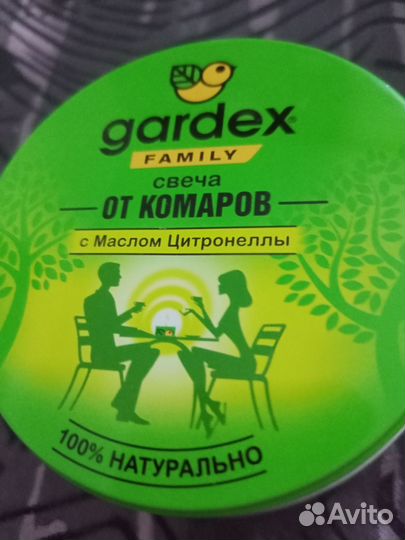 gardex®
FAMILY
свеча
ОТ КОМАРОВ
с Маслом Цитронеллы
100% НАТУРАЛЬНО
Avito